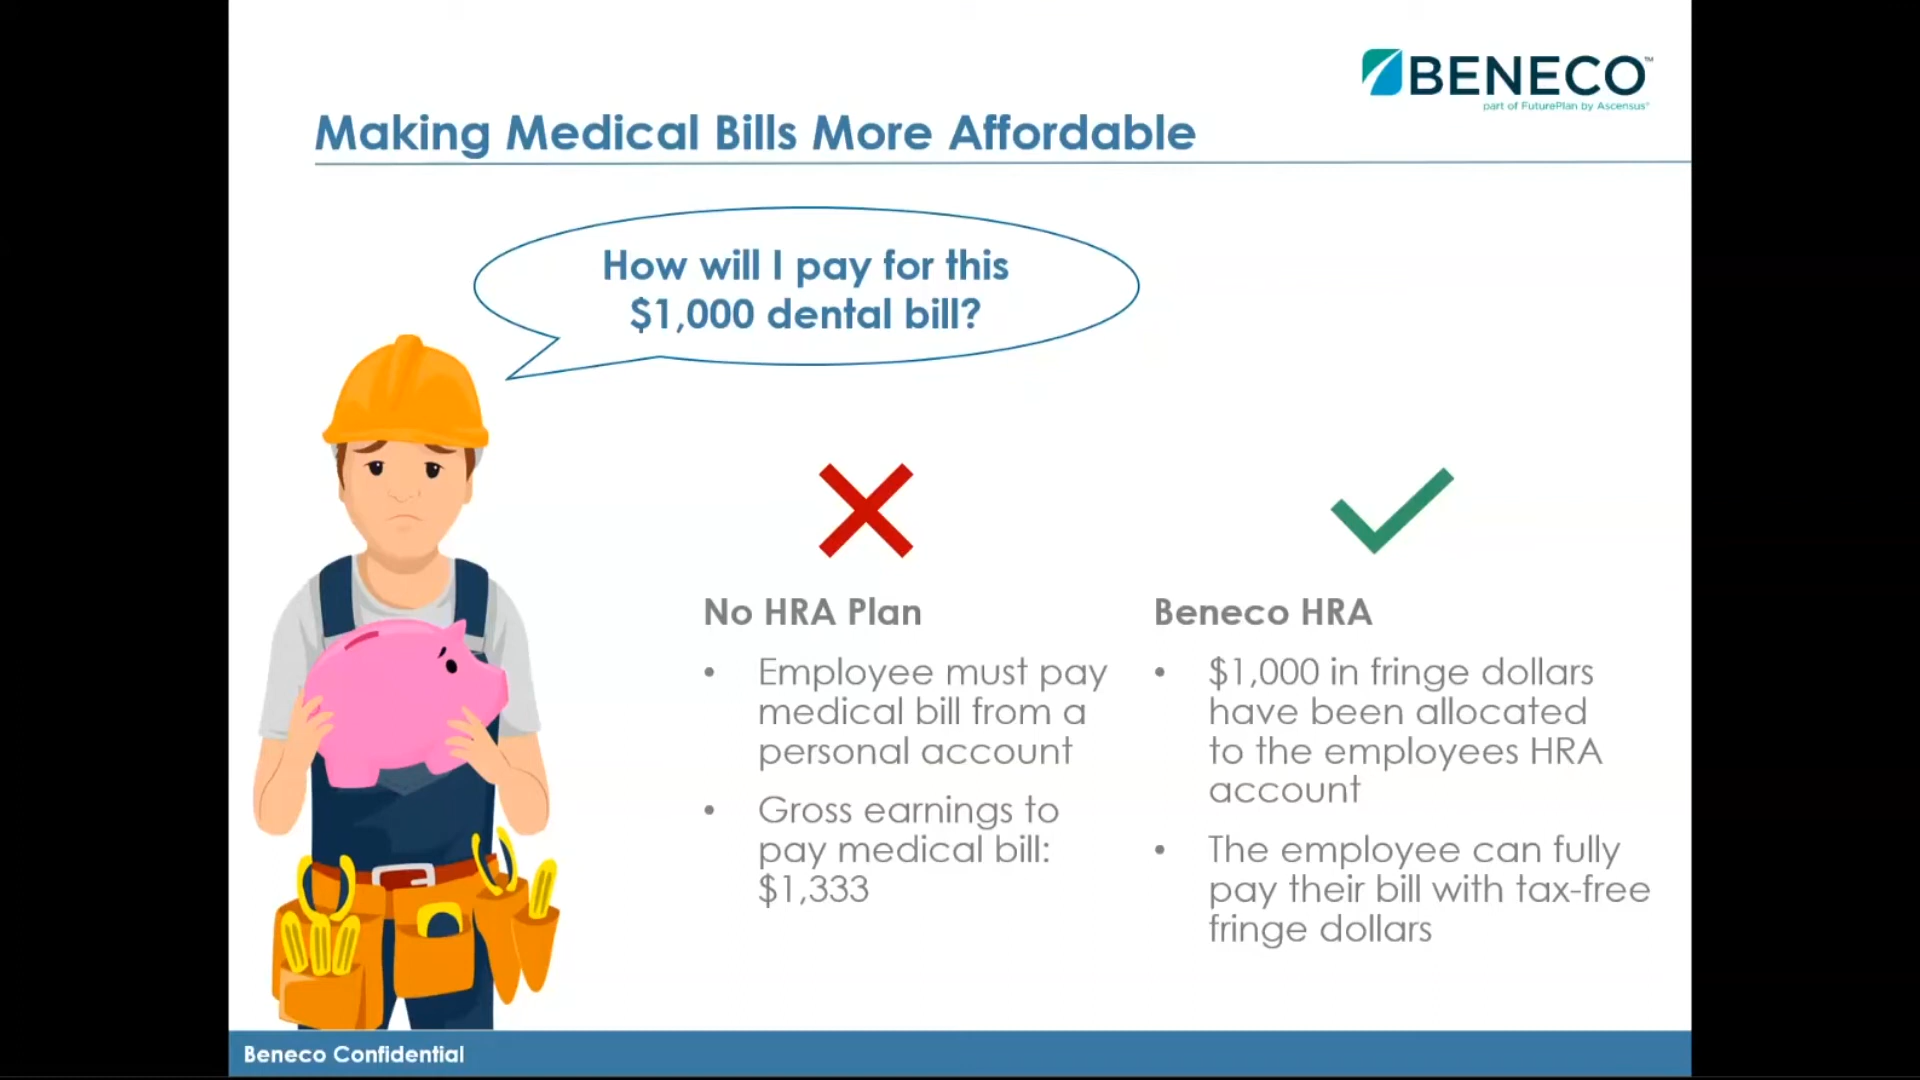 BENECO™
part of FuturePlan by Ascensus®
Making Medical Bills More Affordable
How will I pay for this
$1,000 dental bill?
No HRA Plan
• Employee must pay
medical bill from a
personal account
• Gross earnings to
pay medical bill:
$1,333
Beneco HRA
• $1,000 in fringe dollars
have been allocated
to the employees HRA
account
• The employee can fully
pay their bill with tax-free
fringe dollars
Beneco Confidential